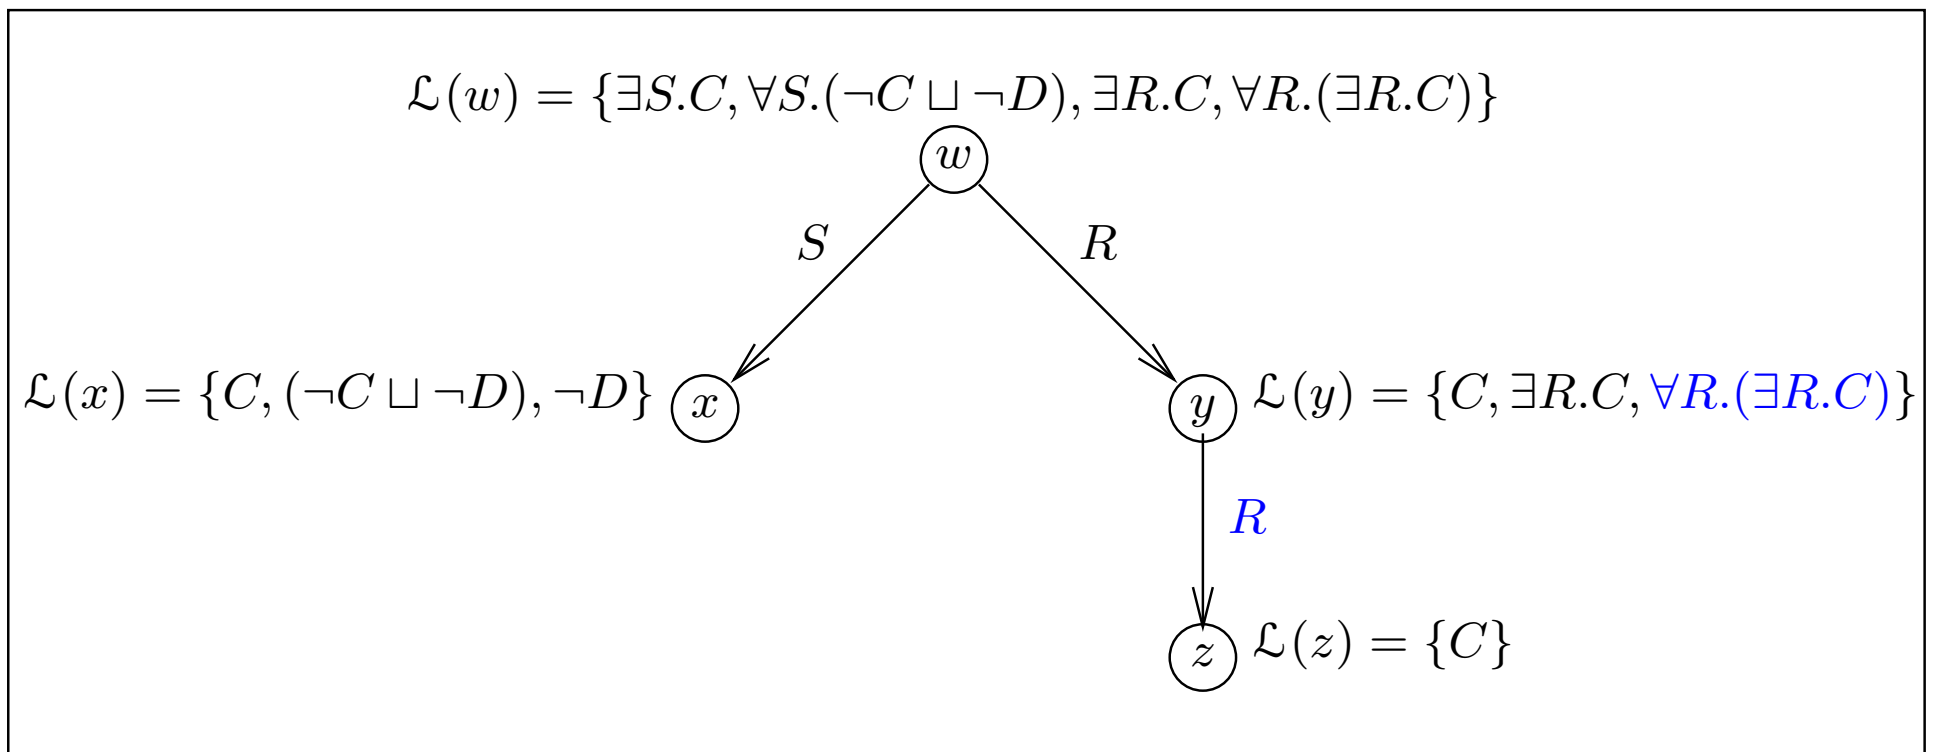 ℒ(w) = {∃S.C, ∀S.(¬C ⊔ ¬D), ∃R.C, ∀R.(∃R.C)}
w
S R
ℒ(x) = {C, (¬C ⊔ ¬D), ¬D} x y ℒ(y) = {C, ∃R.C, ∀R.(∃R.C)}
R
z ℒ(z) = {C}